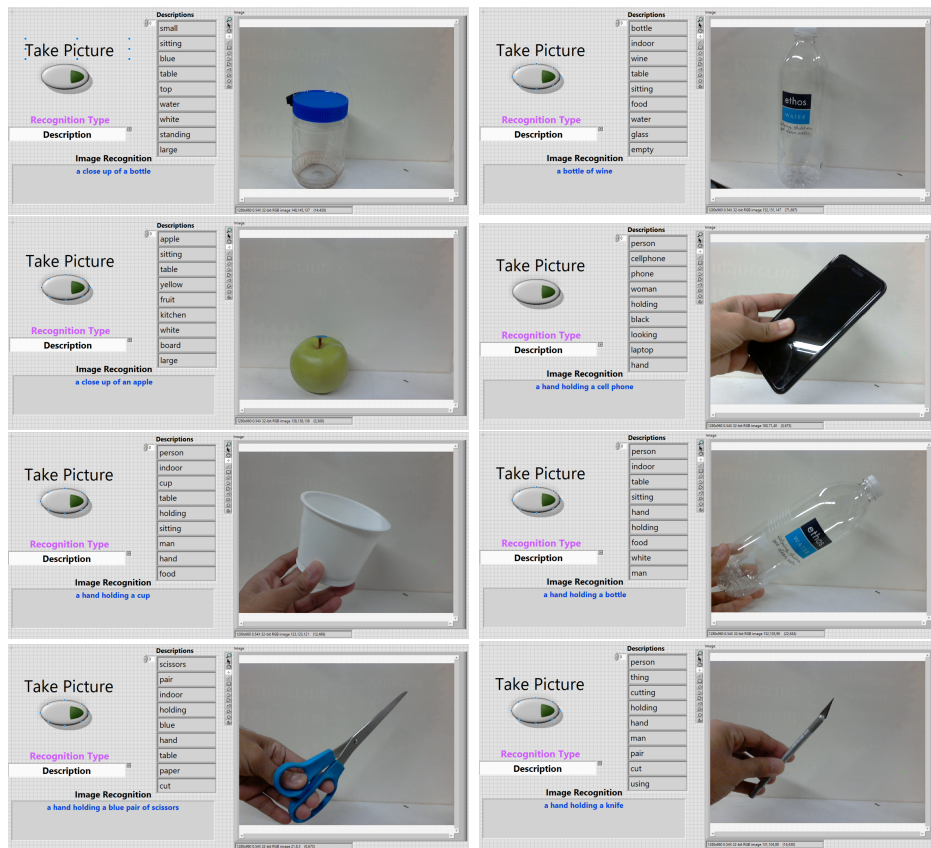 Descriptions
small
sitting
blue
table
top
water
white
standing
large
Take Picture
Recognition Type
Description
Image Recognition
a close up of a bottle
Image
Descriptions
bottle
indoor
wine
table
sitting
food
water
glass
empty
Take Picture
Recognition Type
Description
Image Recognition
a bottle of wine
Image
ethos
WATER
Descriptions
apple
sitting
table
yellow
fruit
kitchen
white
board
large
Take Picture
Recognition Type
Description
Image Recognition
a close up of an apple
Image
Descriptions
person
cellphone
phone
woman
holding
black
looking
laptop
hand
Take Picture
Recognition Type
Description
Image Recognition
a hand holding a cell phone
Image
Descriptions
person
indoor
cup
table
holding
sitting
man
hand
food
Take Picture
Recognition Type
Description
Image Recognition
a hand holding a cup
Image
Descriptions
person
indoor
table
sitting
hand
holding
food
white
man
Take Picture
Recognition Type
Description
Image Recognition
a hand holding a bottle
Image
ethos
WATER
Descriptions
scissors
pair
indoor
holding
blue
hand
table
paper
cut
Take Picture
Recognition Type
Description
Image Recognition
a hand holding a blue pair of scissors
Image
Descriptions
person
thing
cutting
holding
hand
man
pair
cut
using
Take Picture
Recognition Type
Description
Image Recognition
a hand holding a knife
Image